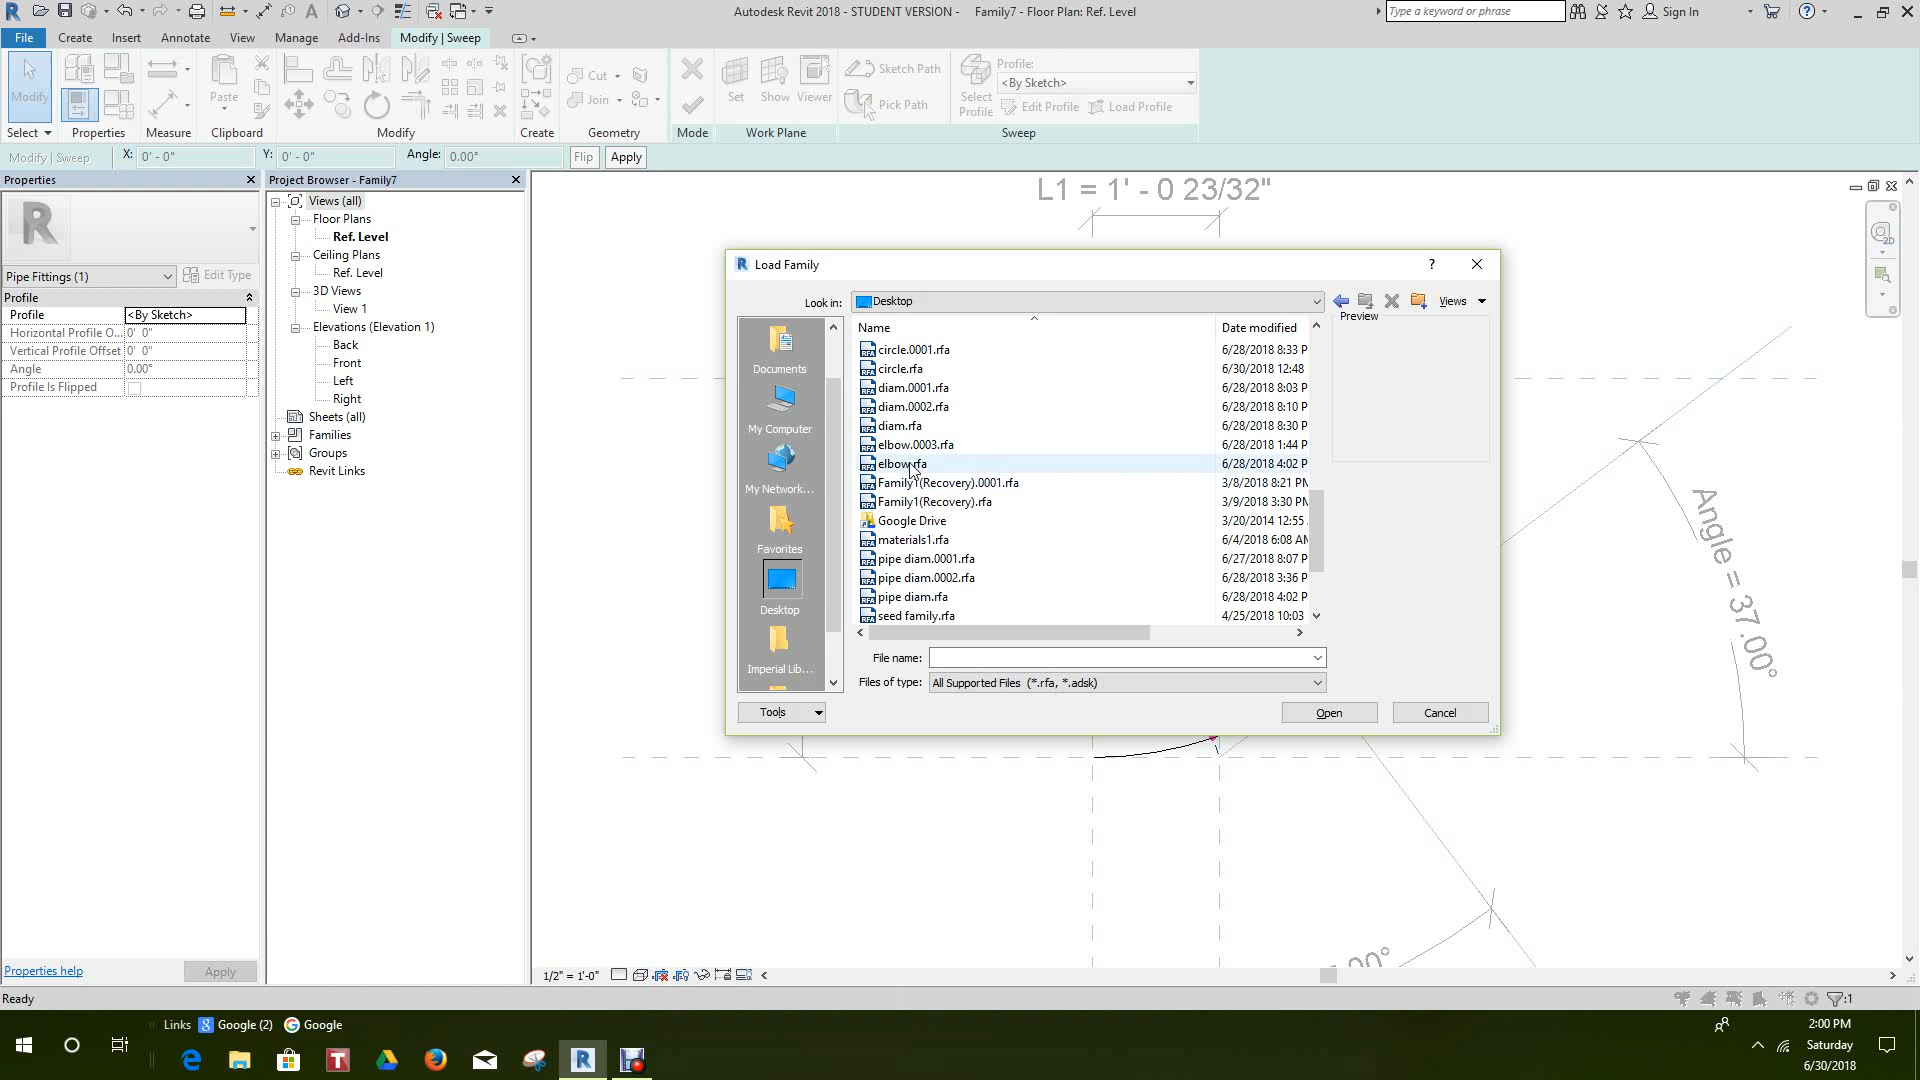 Autodesk Revit 2018 - STUDENT VERSION - Family7 - Floor Plan: Ref. Level
Type a keyword or phrase
Sign In
File Create Insert Annotate View Manage Add-Ins Modify | Sweep
Modify
Paste
Cut
Join
Set Show Viewer
Sketch Path
Pick Path
Select Profile
Profile:
<By Sketch>
Edit Profile Load Profile
Select Properties Measure Clipboard Modify Create Geometry Mode Work Plane Sweep
Modify | Sweep X: 0' - 0" Y: 0' - 0" Angle: 0.00° Flip Apply
Properties
Pipe Fittings (1) Edit Type
Profile
Profile <By Sketch>
Horizontal Profile O... 0' 0"
Vertical Profile Offset 0' 0"
Angle 0.00°
Profile Is Flipped
Properties help Apply
Project Browser - Family7
Views (all)
Floor Plans
Ref. Level
Ceiling Plans
Ref. Level
3D Views
View 1
Elevations (Elevation 1)
Back
Front
Left
Right
Sheets (all)
Families
Groups
Revit Links
L1 = 1' - 0 23/32"
Load Family
Look in: Desktop
Views
Documents
My Computer
My Network...
Favorites
Desktop
Imperial Lib...
Name Date modified
circle.0001.rfa 6/28/2018 8:33 P
circle.rfa 6/30/2018 12:48
diam.0001.rfa 6/28/2018 8:03 P
diam.0002.rfa 6/28/2018 8:10 P
diam.rfa 6/28/2018 8:30 P
elbow.0003.rfa 6/28/2018 1:44 P
elbow.rfa 6/28/2018 4:02 P
Family1(Recovery).0001.rfa 3/8/2018 8:21 PM
Family1(Recovery).rfa 3/9/2018 3:30 PM
Google Drive 3/20/2014 12:55
materials1.rfa 6/4/2018 6:08 AM
pipe diam.0001.rfa 6/27/2018 8:07 P
pipe diam.0002.rfa 6/28/2018 3:36 P
pipe diam.rfa 6/28/2018 4:02 P
seed family.rfa 4/25/2018 10:03
Preview
File name:
Files of type: All Supported Files (*.rfa, *.adsk)
Tools Open Cancel
Angle = 37.00°
.00°
1/2" = 1'-0"
Ready
:1
Links Google (2) Google
2:00 PM
Saturday
6/30/2018